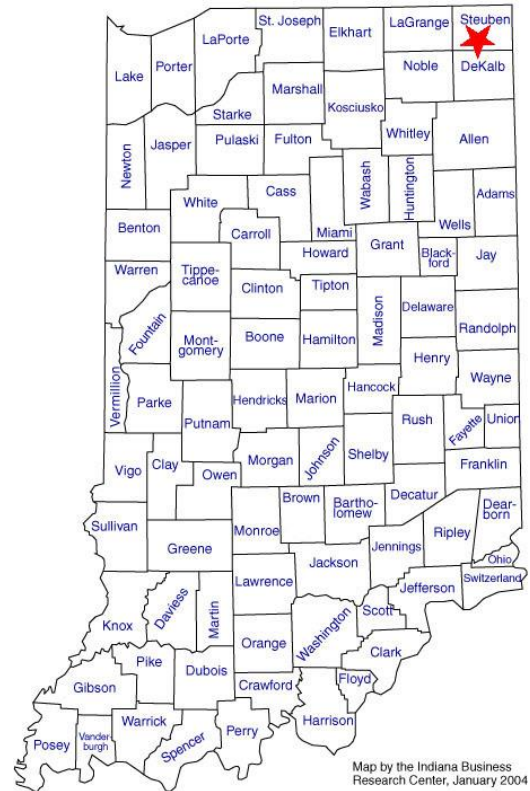 St. Joseph
LaGrange
Steuben
LaPorte
Elkhart
Porter
Lake
Noble
DeKalb
Marshall
Kosciusko
Starke
Pulaski
Fulton
Whitley
Allen
Newton
Jasper
Wabash
Huntington
Cass
Adams
White
Wells
Miami
Benton
Carroll
Grant
Howard
Black-
ford
Jay
Warren
Tippe-
canoe
Clinton
Tipton
Madison
Delaware
Fountain
Randolph
Mont-
gomery
Boone
Hamilton
Henry
Wayne
Vermillion
Hancock
Parke
Hendricks
Marion
Putnam
Rush
Fayette
Union
Johnson
Shelby
Morgan
Vigo
Clay
Franklin
Owen
Decatur
Brown
Bartho-
lomew
Dear-
born
Sullivan
Monroe
Ripley
Jennings
Greene
Jackson
Ohio
Switzerland
Lawrence
Jefferson
Daviess
Martin
Scott
Knox
Washington
Orange
Clark
Pike
Dubois
Floyd
Gibson
Crawford
Warrick
Harrison
Perry
Spencer
Posey
Vander-
burgh
Map by the Indiana Business
Research Center, January 2004